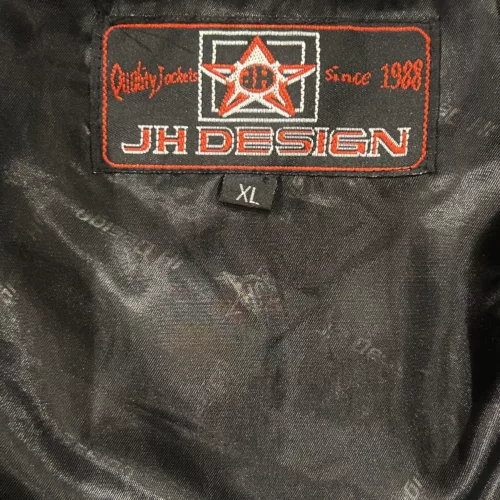 Quality Jackets JH Since 1988
JH DESIGN
XL